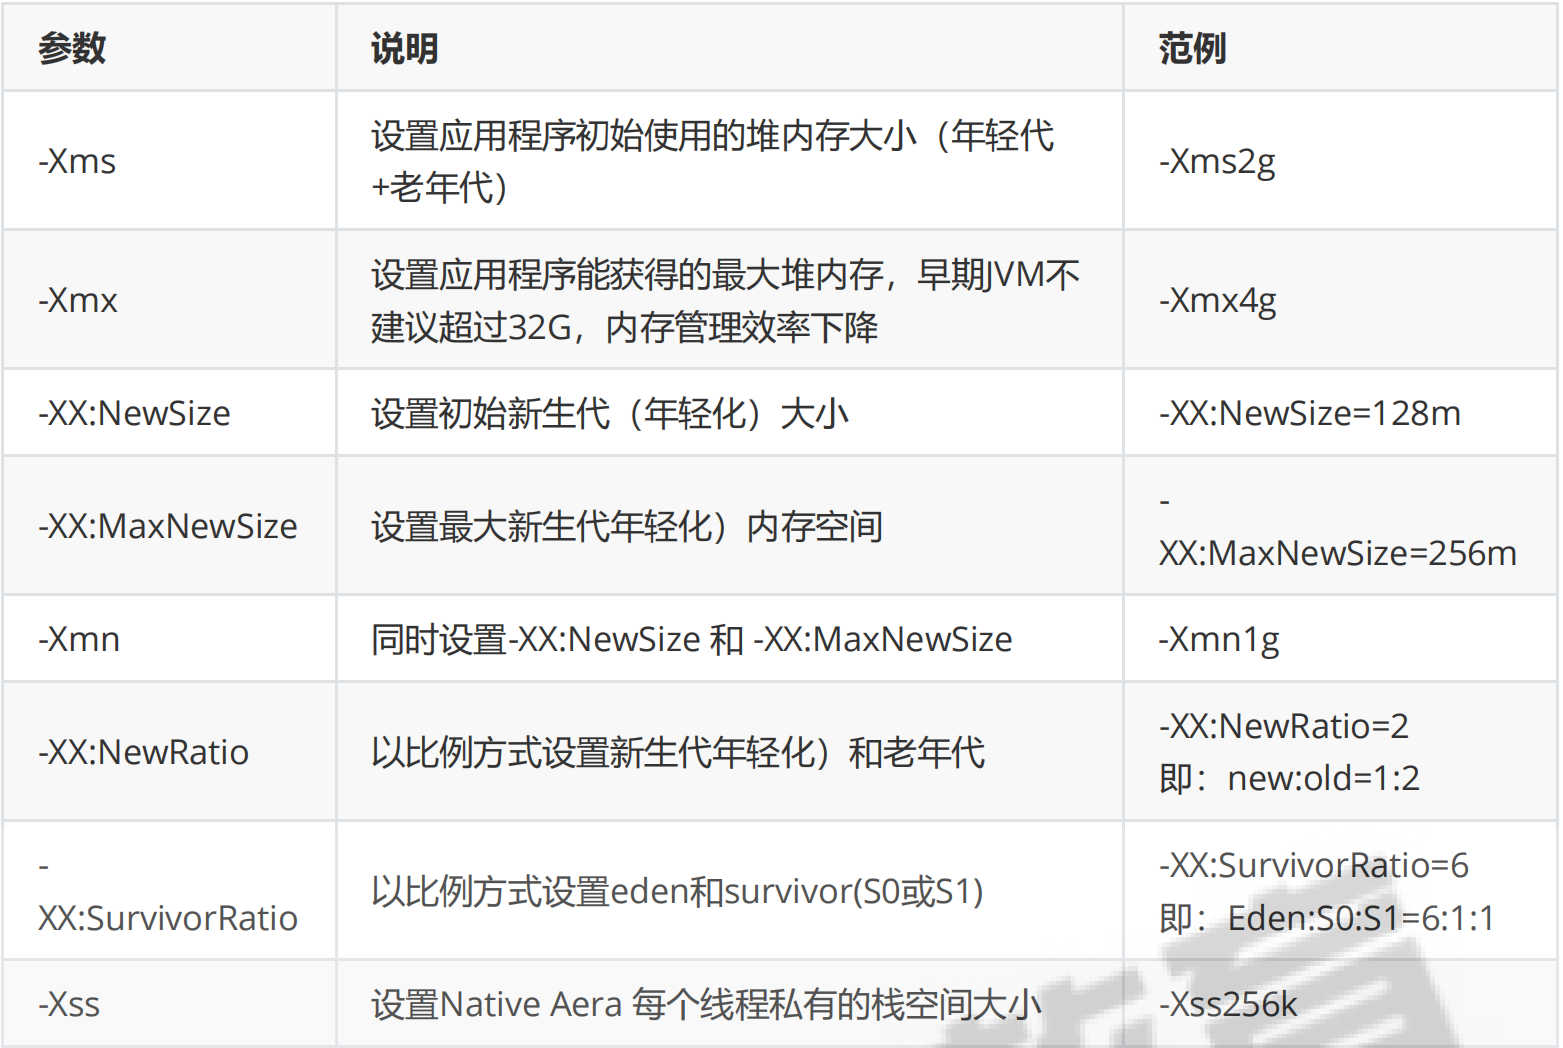 参数
说明
范例
-Xms
设置应用程序初始使用的堆内存大小（年轻代
+老年代）
-Xms2g
-Xmx
设置应用程序能获得的最大堆内存，早期JVM不
建议超过32G，内存管理效率下降
-Xmx4g
-XX:NewSize
设置初始新生代（年轻化）大小
-XX:NewSize=128m
-XX:MaxNewSize
设置最大新生代年轻化）内存空间
-
XX:MaxNewSize=256m
-Xmn
同时设置-XX:NewSize 和 -XX:MaxNewSize
-Xmn1g
-XX:NewRatio
以比例方式设置新生代年轻化）和老年代
-XX:NewRatio=2
即：new:old=1:2
-
XX:SurvivorRatio
以比例方式设置eden和survivor(S0或S1)
-XX:SurvivorRatio=6
即：Eden:S0:S1=6:1:1
-Xss
设置Native Aera 每个线程私有的栈空间大小
-Xss256k